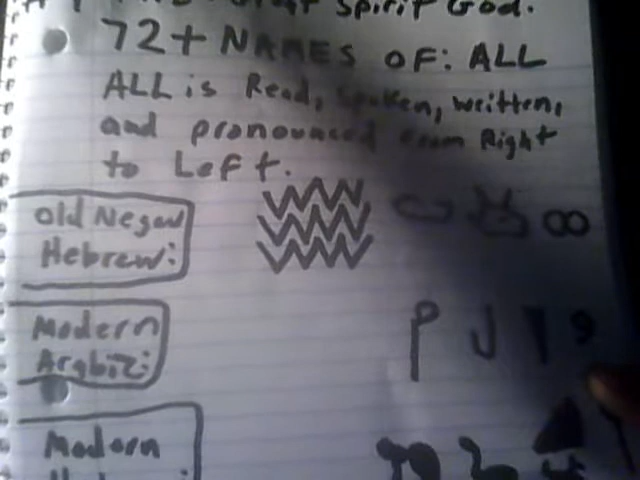 Spirit God.
72+ NAMES OF: ALL
ALL is Read, Spoken, written,
and pronounced from Right
to Left.
Old Negev
Hebrew:
Modern
Arabic:
و ا ل م
Modern